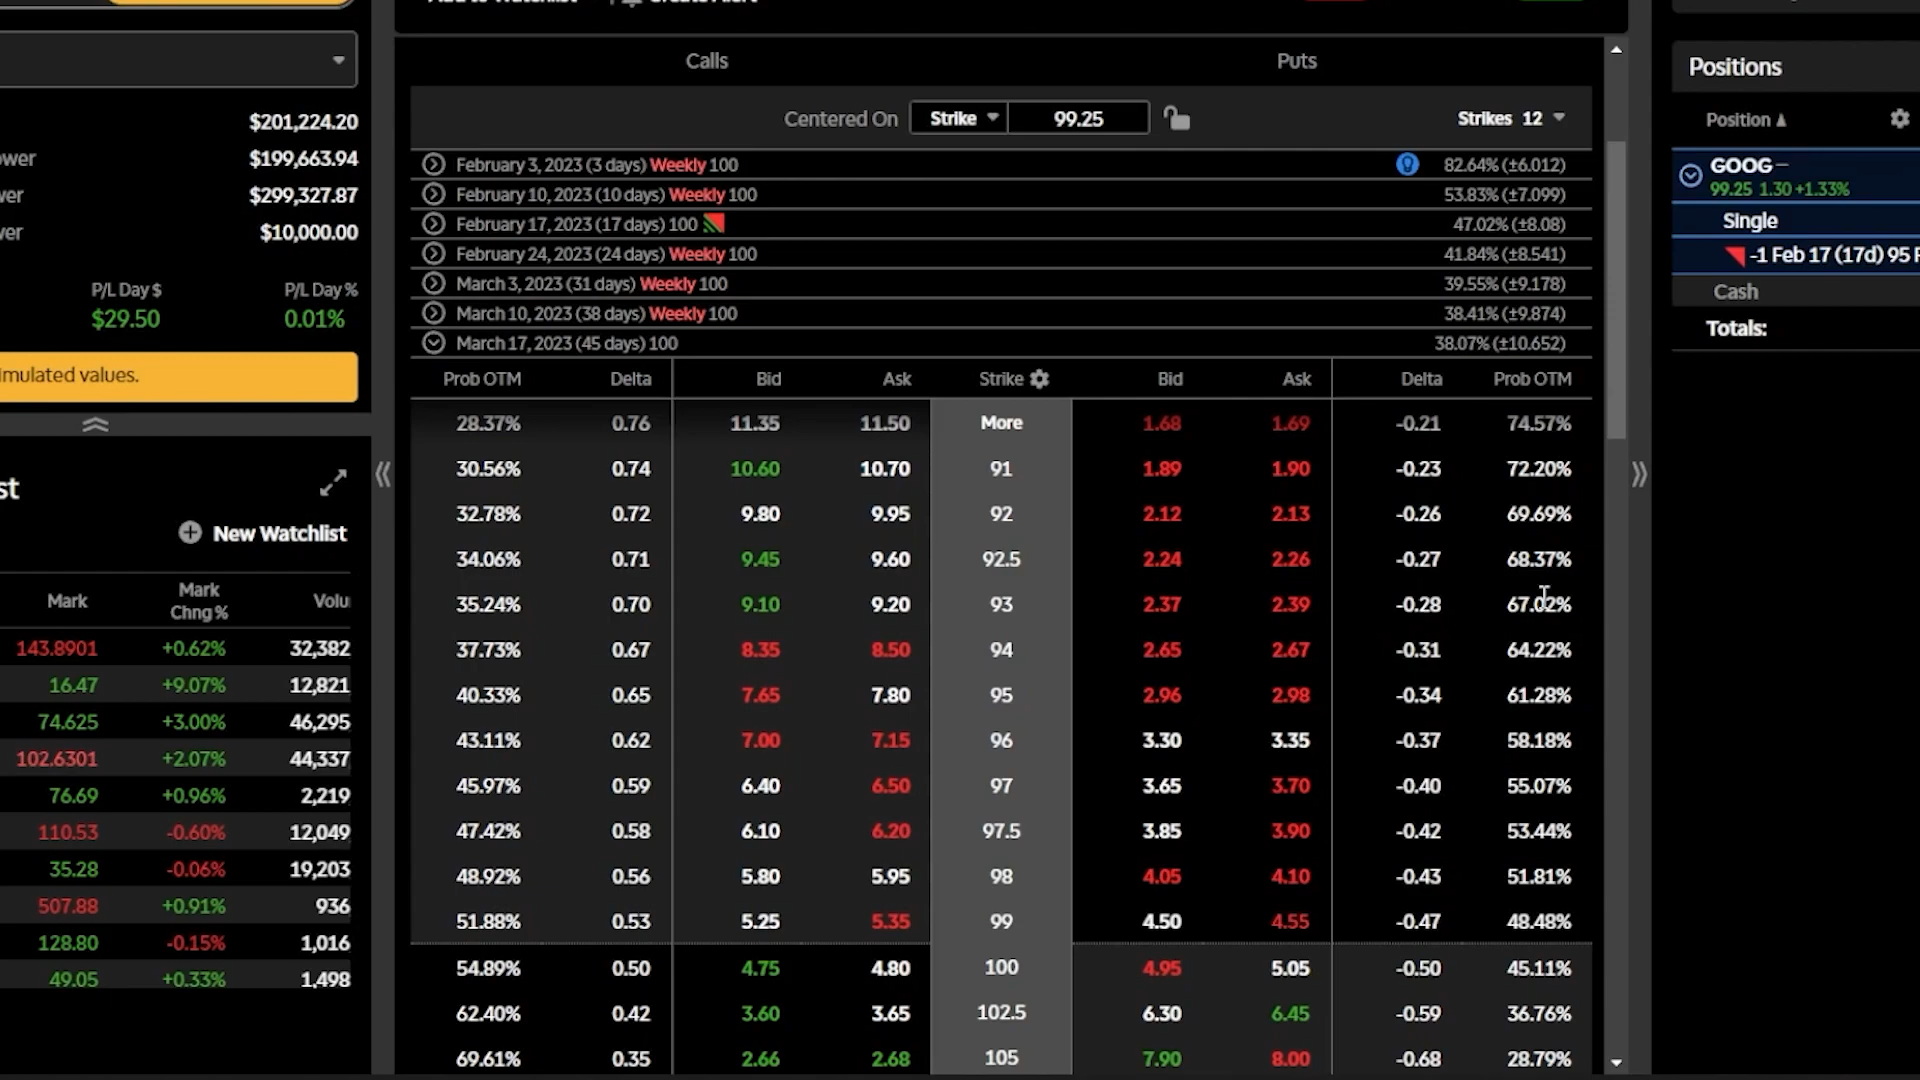 Calls Puts
Centered On Strike 99.25 Strikes 12
February 3, 2023 (3 days) Weekly 100 82.64% (±6.012)
February 10, 2023 (10 days) Weekly 100 53.83% (±7.099)
February 17, 2023 (17 days) 100 47.02% (±8.08)
February 24, 2023 (24 days) Weekly 100 41.84% (±8.541)
March 3, 2023 (31 days) Weekly 100 39.55% (±9.178)
March 10, 2023 (38 days) Weekly 100 38.41% (±9.874)
March 17, 2023 (45 days) 100 38.07% (±10.652)
Prob OTM Delta Bid Ask Strike Bid Ask Delta Prob OTM
28.37% 0.76 11.35 11.50 More 1.68 1.69 -0.21 74.57%
30.56% 0.74 10.60 10.70 91 1.89 1.90 -0.23 72.20%
32.78% 0.72 9.80 9.95 92 2.12 2.13 -0.26 69.69%
34.06% 0.71 9.45 9.60 92.5 2.24 2.26 -0.27 68.37%
35.24% 0.70 9.10 9.20 93 2.37 2.39 -0.28 67.02%
37.73% 0.67 8.35 8.50 94 2.65 2.67 -0.31 64.22%
40.33% 0.65 7.65 7.80 95 2.96 2.98 -0.34 61.28%
43.11% 0.62 7.00 7.15 96 3.30 3.35 -0.37 58.18%
45.97% 0.59 6.40 6.50 97 3.65 3.70 -0.40 55.07%
47.42% 0.58 6.10 6.20 97.5 3.85 3.90 -0.42 53.44%
48.92% 0.56 5.80 5.95 98 4.05 4.10 -0.43 51.81%
51.88% 0.53 5.25 5.35 99 4.50 4.55 -0.47 48.48%
54.89% 0.50 4.75 4.80 100 4.95 5.05 -0.50 45.11%
62.40% 0.42 3.60 3.65 102.5 6.30 6.45 -0.59 36.76%
69.61% 0.35 2.66 2.68 105 7.90 8.00 -0.68 28.79%
$201,224.20
ower $199,663.94
ver $299,327.87
ver $10,000.00
P/L Day $ P/L Day %
$29.50 0.01%
imulated values.
st
New Watchlist
Mark Mark Chng % Volu
143.8901 +0.62% 32,382
16.47 +9.07% 12,821
74.625 +3.00% 46,295
102.6301 +2.07% 44,337
76.69 +0.96% 2,219
110.53 -0.60% 12,049
35.28 -0.06% 19,203
507.88 +0.91% 936
128.80 -0.15% 1,016
49.05 +0.33% 1,498
Positions
Position
GOOG
99.25 1.30 +1.33%
Single
-1 Feb 17 (17d) 95 P
Cash
Totals: